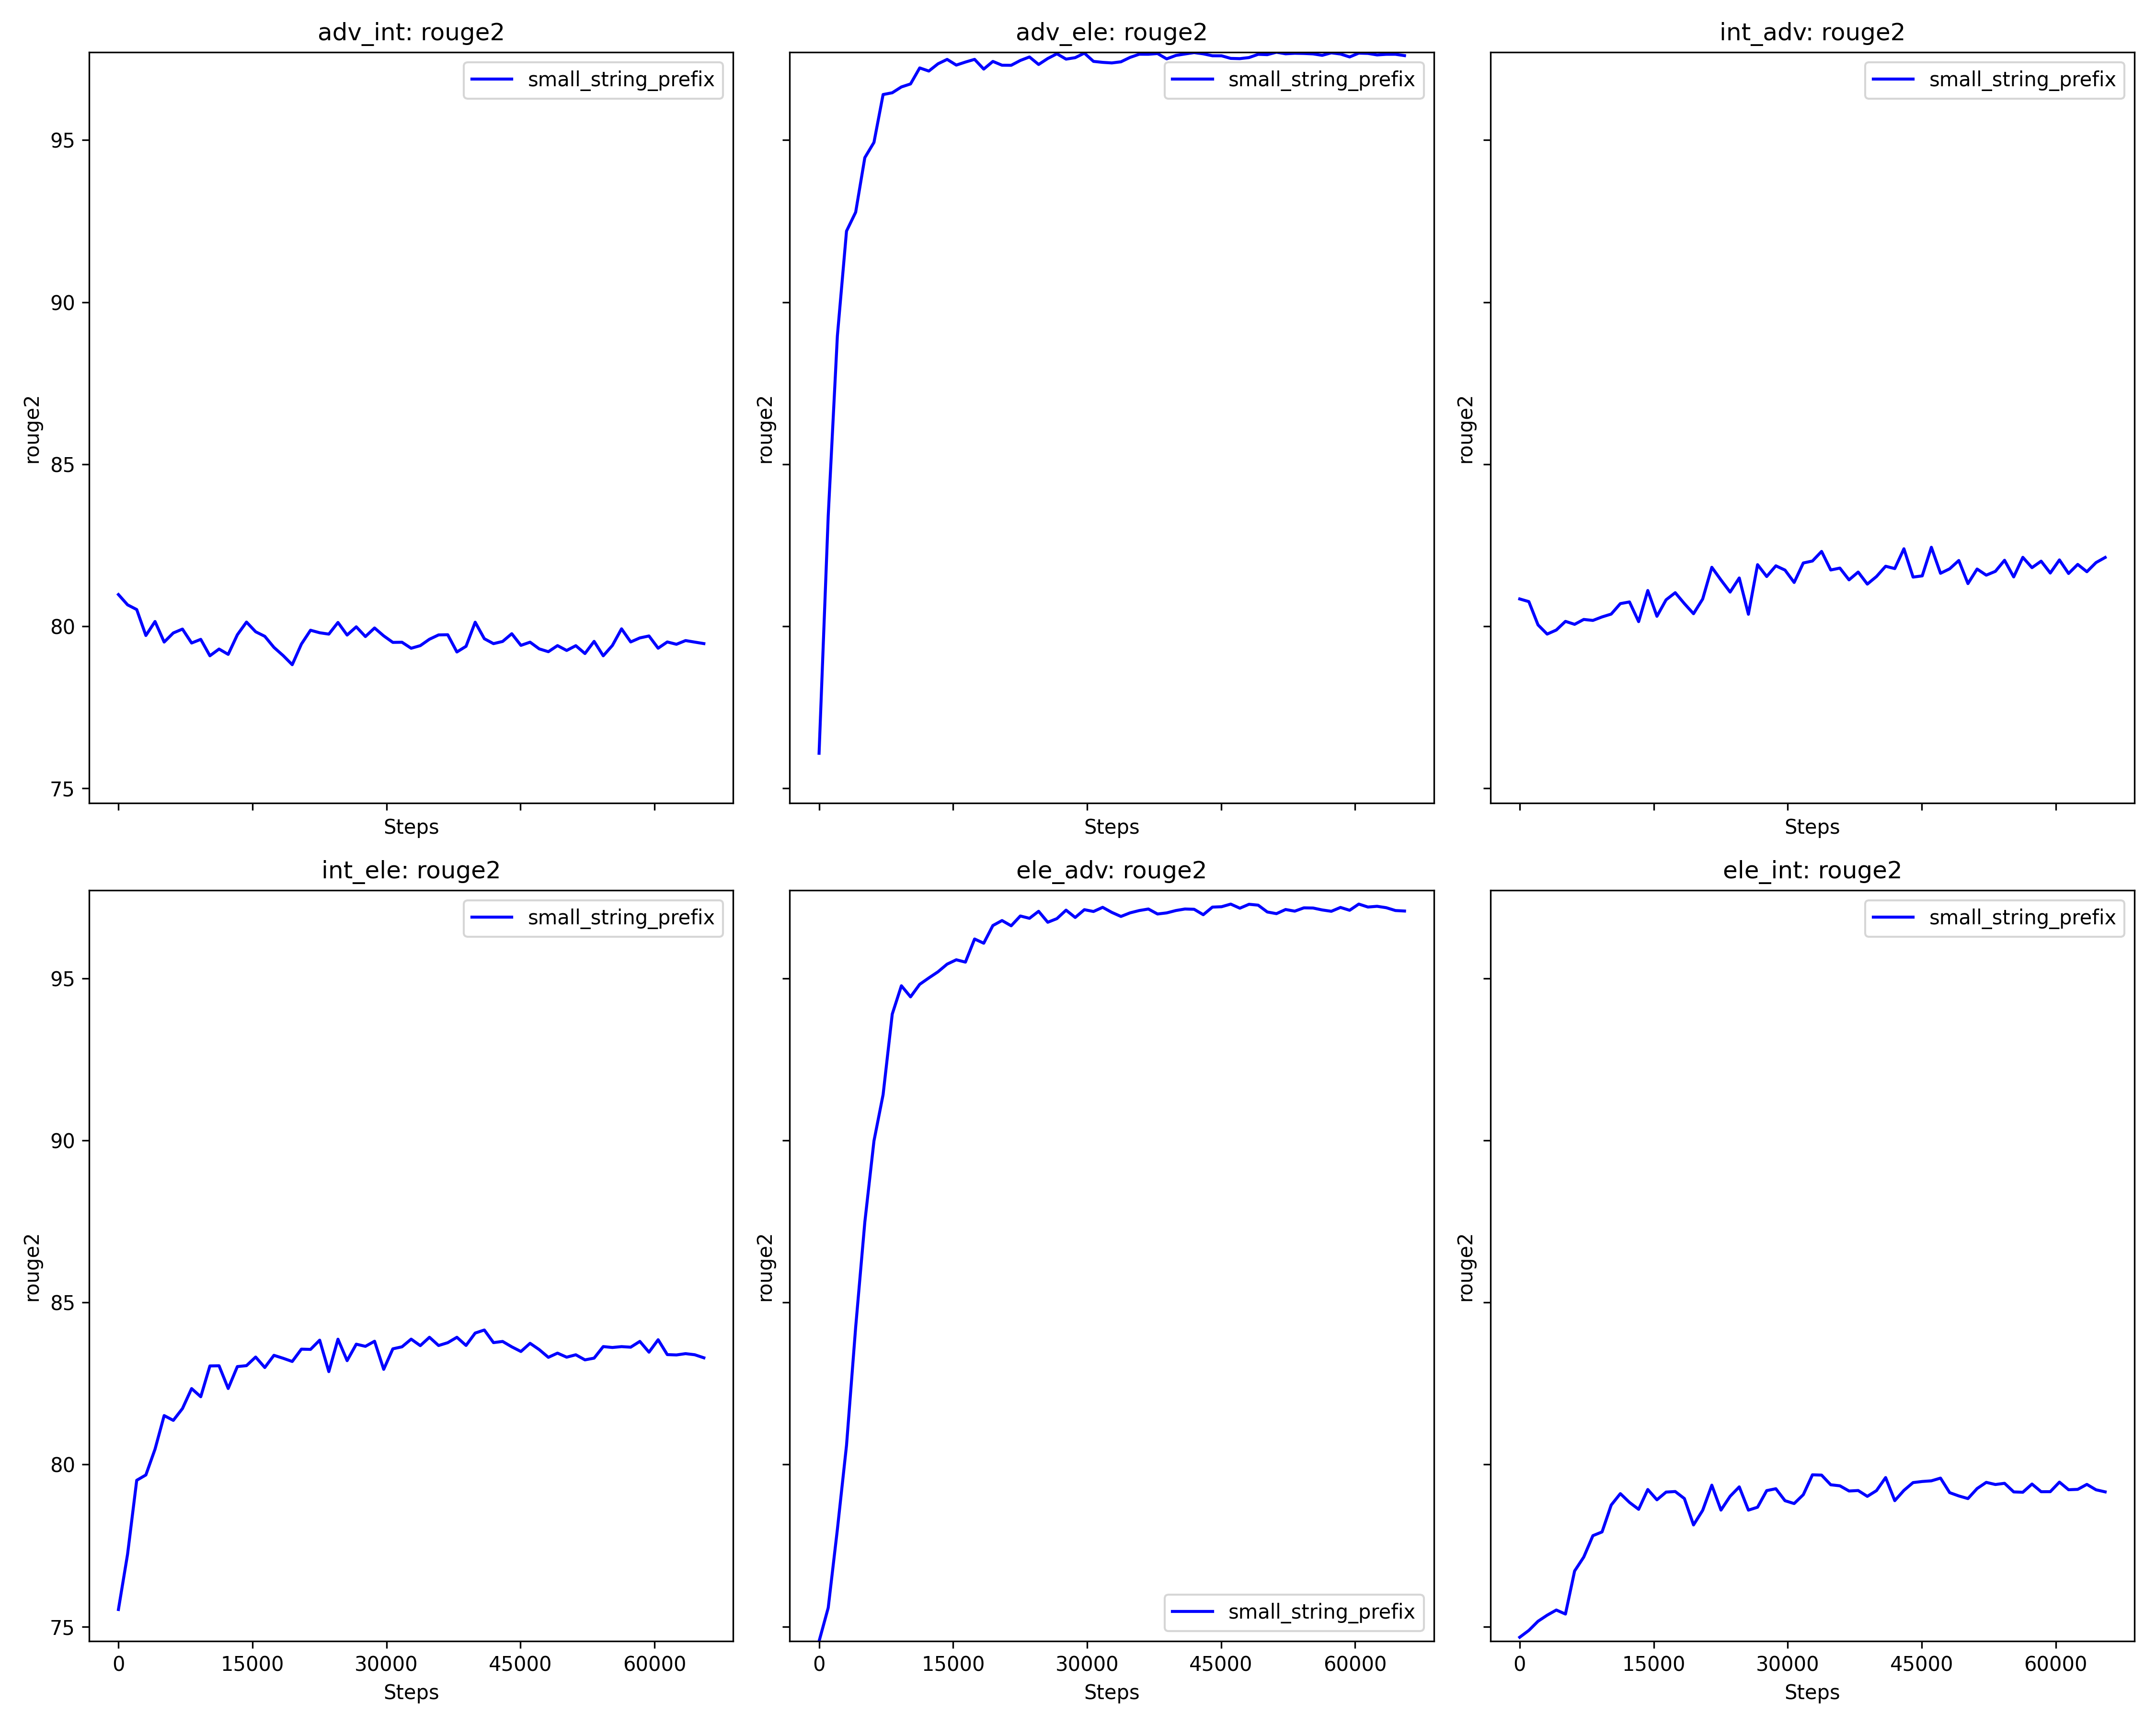 adv_int: rouge2
adv_ele: rouge2
int_adv: rouge2
small_string_prefix
small_string_prefix
small_string_prefix
95
90
85
80
75
rouge2
rouge2
rouge2
Steps
Steps
Steps
int_ele: rouge2
ele_adv: rouge2
ele_int: rouge2
small_string_prefix
small_string_prefix
small_string_prefix
95
90
85
80
75
rouge2
rouge2
rouge2
0 15000 30000 45000 60000
0 15000 30000 45000 60000
0 15000 30000 45000 60000
Steps
Steps
Steps